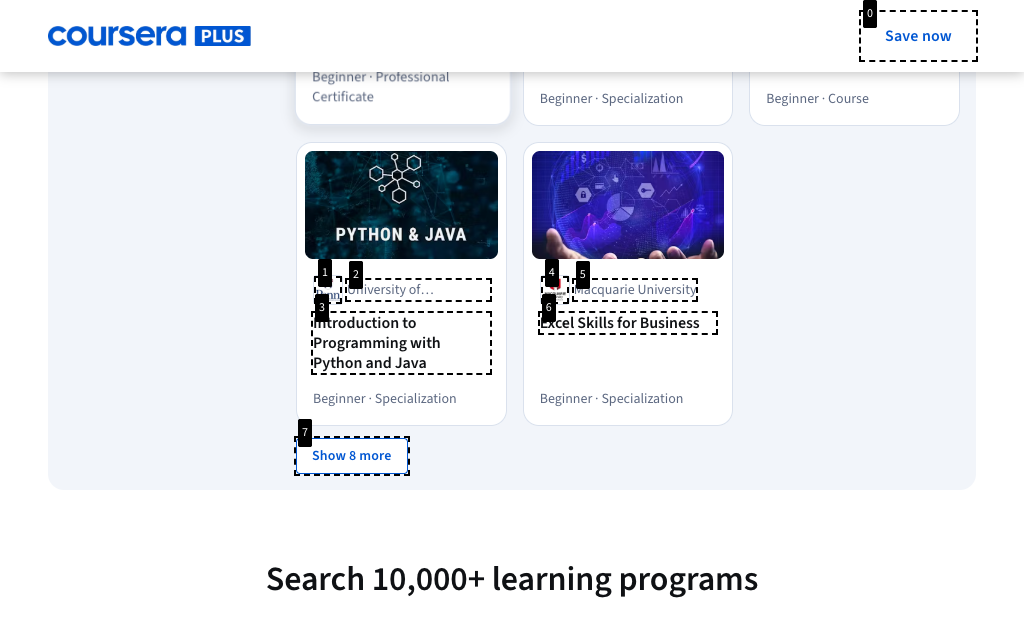 coursera PLUS
0
Save now
Beginner · Professional
Certificate
Beginner · Specialization
Beginner · Course
PYTHON & JAVA
$
1
2
University of…
3
Introduction to
Programming with
Python and Java
Beginner · Specialization
4
5
Macquarie University
6
Excel Skills for Business
Beginner · Specialization
7
Show 8 more
Search 10,000+ learning programs